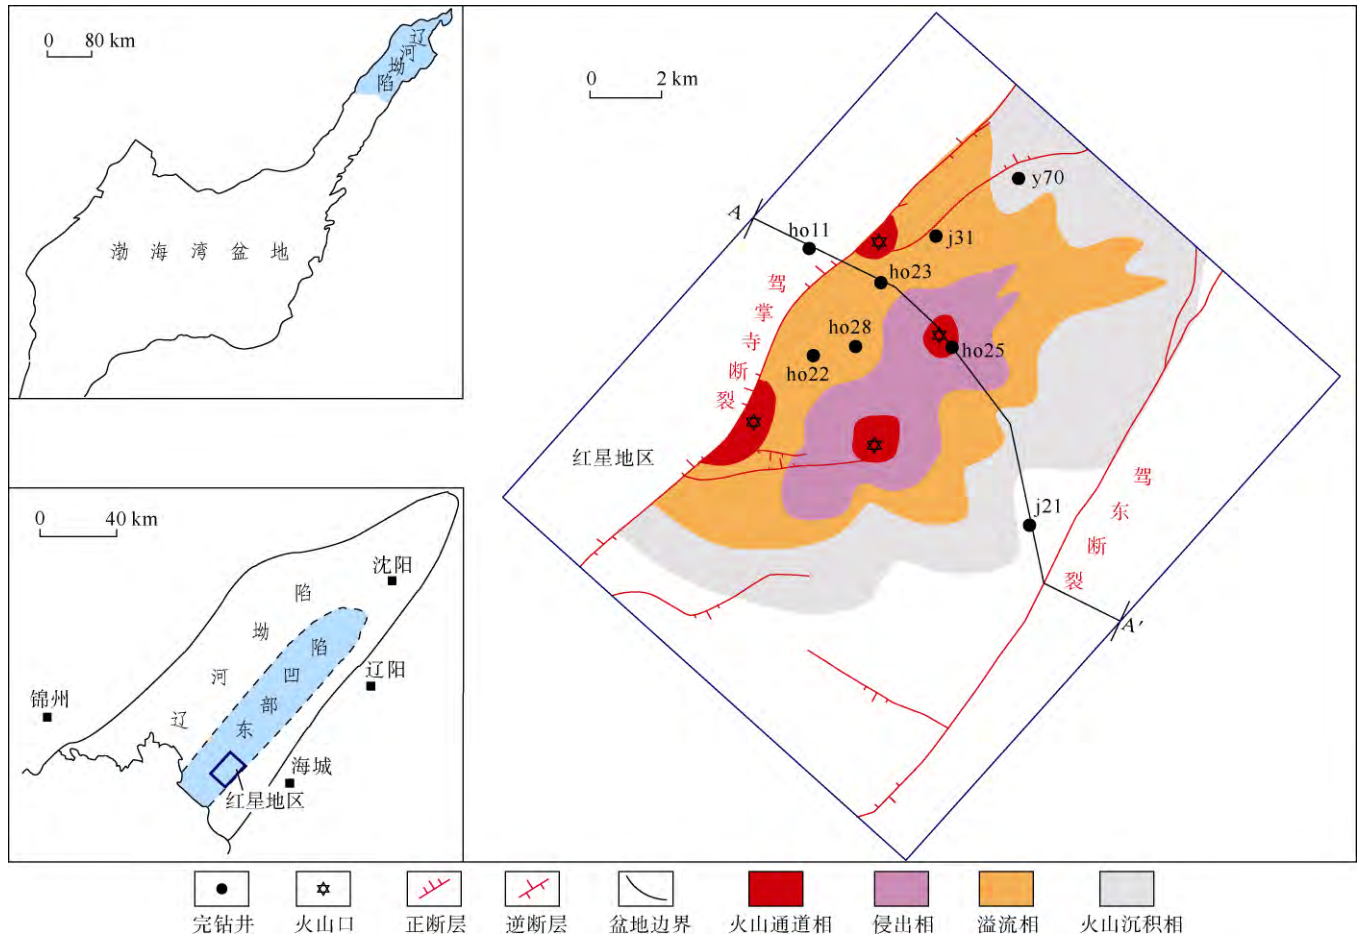 0 80 km
辽河坳陷
渤海湾盆地
0 40 km
沈阳
辽河坳陷
东部凹陷
辽阳
锦州
海城
红星地区
0 2 km
y70
A
ho11
j31
ho23
驾掌寺断裂
ho28
ho25
ho22
红星地区
驾东断裂
j21
A′
完钻井 火山口 正断层 逆断层 盆地边界 火山通道相 侵出相 溢流相 火山沉积相